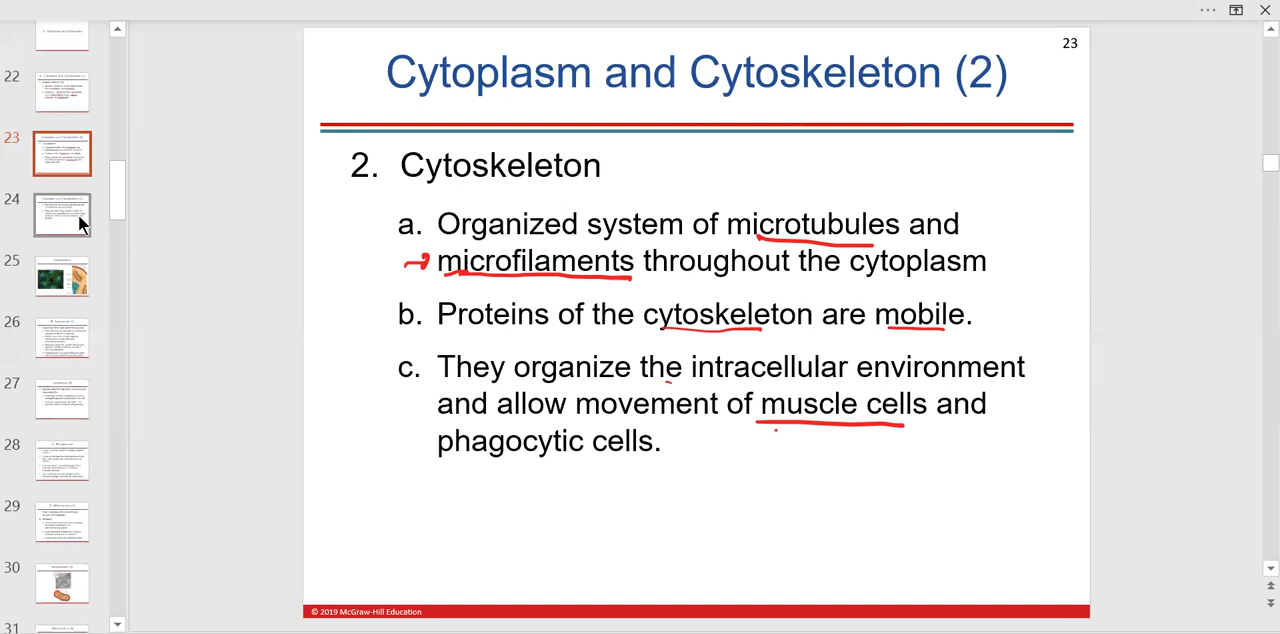 23
Cytoplasm and Cytoskeleton (2)
2. Cytoskeleton
a. Organized system of microtubules and
microfilaments throughout the cytoplasm
b. Proteins of the cytoskeleton are mobile.
c. They organize the intracellular environment
and allow movement of muscle cells and
phagocytic cells.
© 2019 McGraw-Hill Education
22
23
24
25
26
27
28
29
30
31